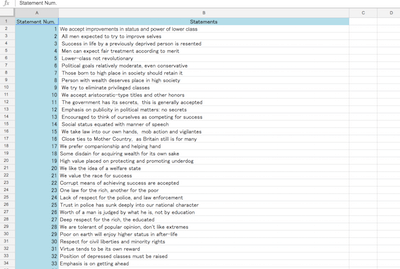 fx Statement Num.
A B C D
1 Statement Num. Statements
2 1 We accept improvements in status and power of lower class
3 2 All men expected to try to improve selves
4 3 Success in life by a previously deprived person is resented
5 4 Men can expect fair treatment according to merit
6 5 Lower-class not revolutionary
7 6 Political goals relatively moderate, even conservative
8 7 Those born to high place in society should retain it
9 8 Person with wealth deserves place in high society
10 9 We try to eliminate privileged classes
11 10 We accept aristocratic-type titles and other honors
12 11 The government has its secrets, this is generally accepted
13 12 Emphasis on publicity in political matters: no secrets
14 13 Encouraged to think of ourselves as competing for success
15 14 Social status equated with manner of speech
16 15 We take law into our own hands, mob action and vigilantes
17 16 Close ties to Mother Country, as Britain still is for many
18 17 We prefer companionship and helping hand
19 18 Some disdain for acquiring wealth for its own sake
20 19 High value placed on protecting and promoting underdog
21 20 We like the idea of a welfare state
22 21 We value the race for success
23 22 Corrupt means of achieving success are accepted
24 23 One law for the rich, another for the poor
25 24 Lack of respect for the police, and law enforcement
26 25 Trust in police has sunk deeply into our national character
27 26 Worth of a man is judged by what he is, not by education
28 27 Deep respect for the rich, the educated
29 28 We are tolerant of popular opinion, don't like extremes
30 29 Poor on earth will enjoy higher status in after-life
31 30 Respect for civil liberties and minority rights
32 31 Virtue tends to be its own reward
33 32 Position of depressed classes must be raised
34 33 Emphasis is on getting ahead